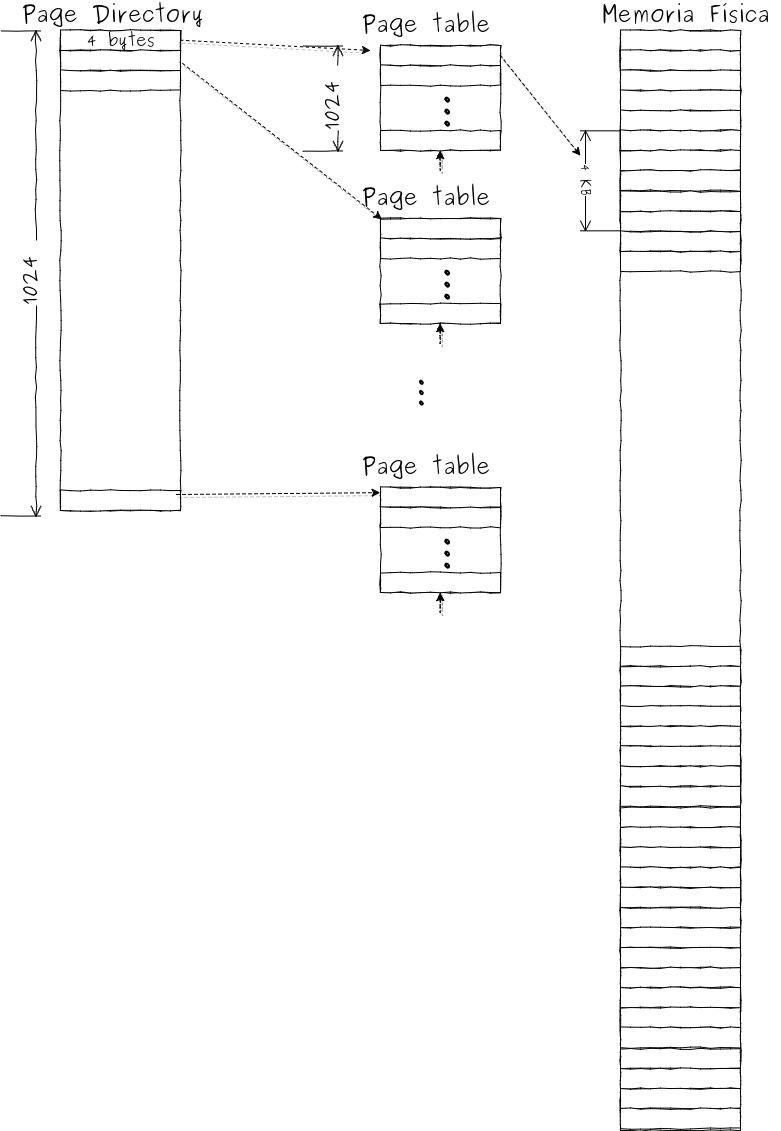 Page Directory
4 bytes
1024
Page table
1024
Page table
Page table
Memoria Física
4 KB